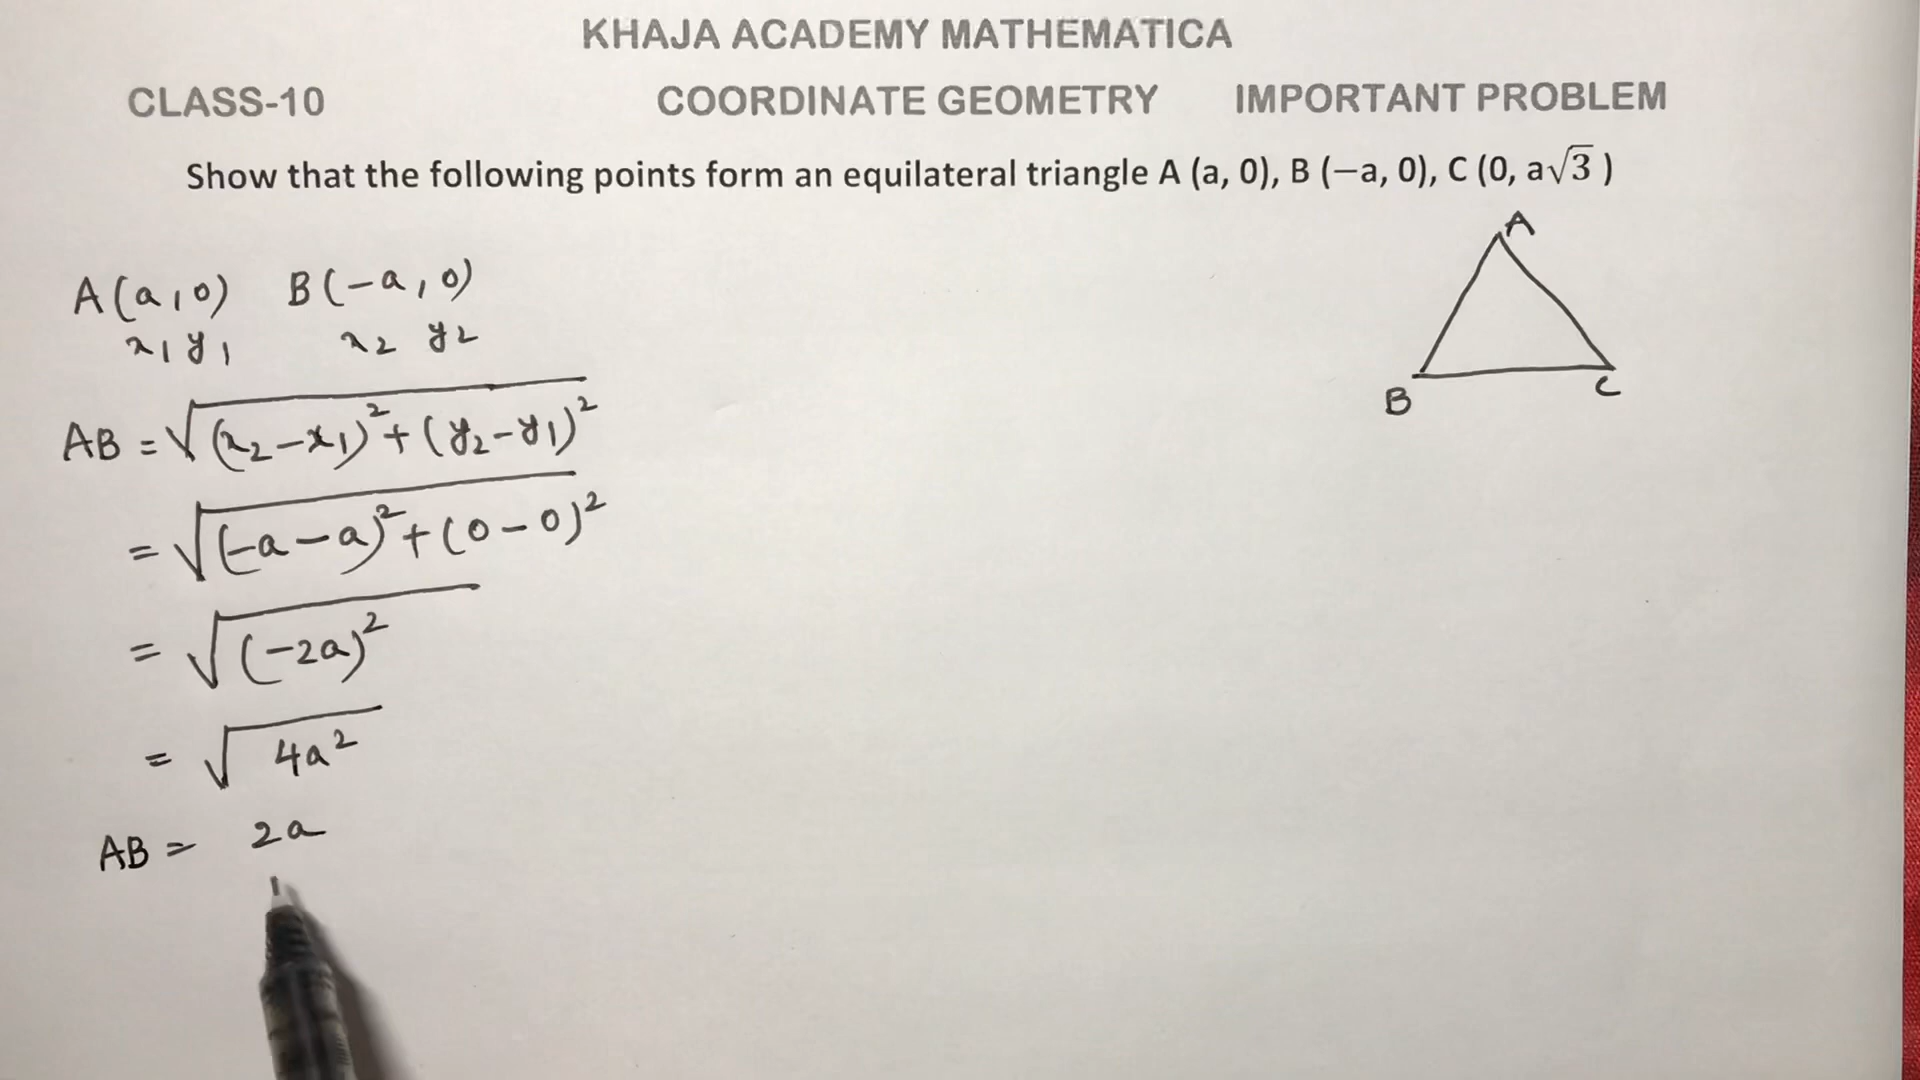 KHAJA ACADEMY MATHEMATICA
CLASS-10 COORDINATE GEOMETRY IMPORTANT PROBLEM
Show that the following points form an equilateral triangle A (a, 0), B (−a, 0), C (0, a√3 )
A
B
C
A(a,0) B(-a,0)
x₁ y₁ x₂ y₂
AB = √(x₂-x₁)²+(y₂-y₁)²
= √(-a-a)²+(0-0)²
= √(-2a)²
= √4a²
AB = 2a